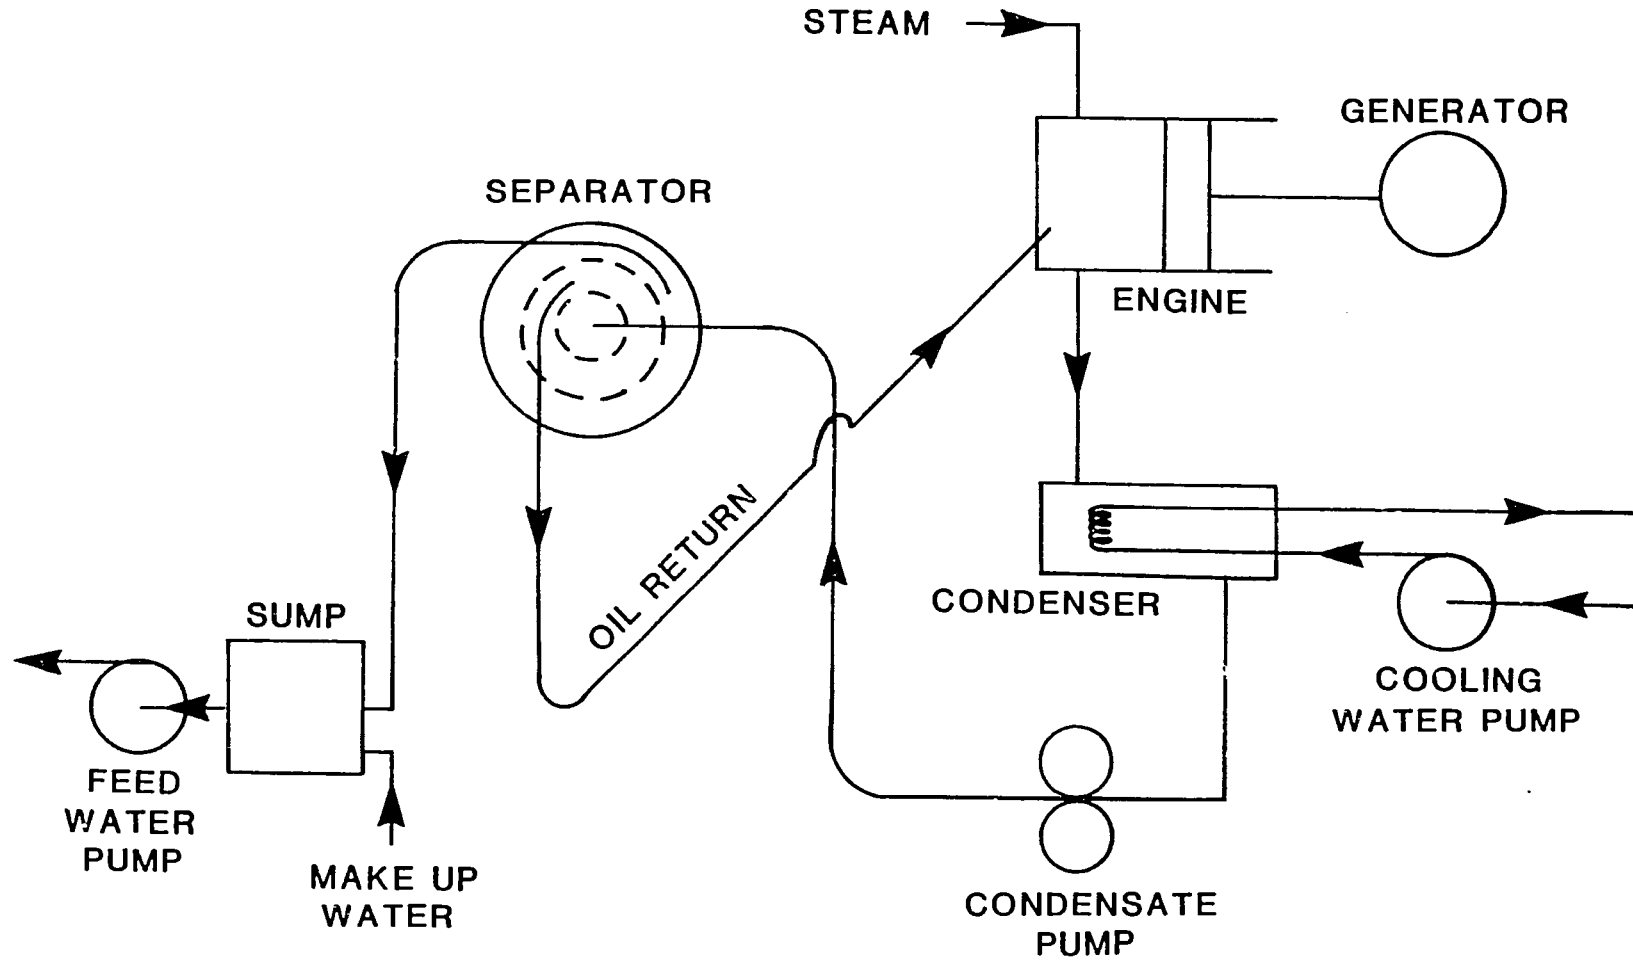 STEAM
GENERATOR
SEPARATOR
ENGINE
OIL RETURN
CONDENSER
SUMP
COOLING
WATER PUMP
FEED
WATER
PUMP
MAKE UP
WATER
CONDENSATE
PUMP